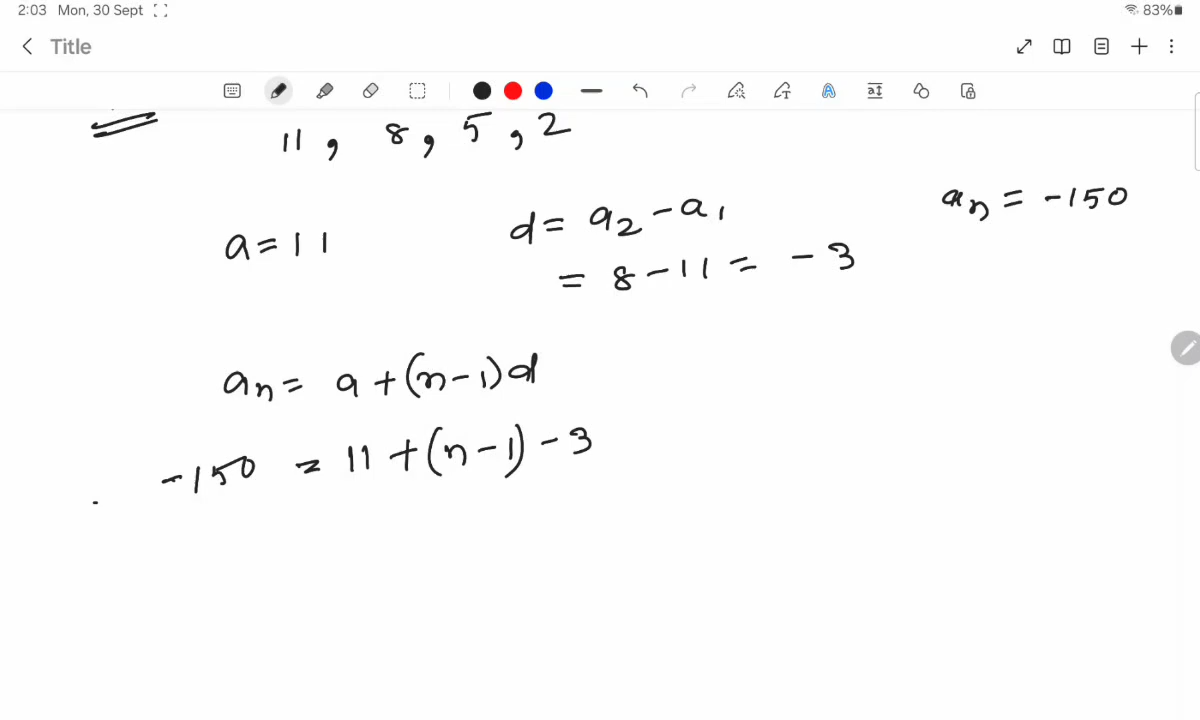 2:03 Mon, 30 Sept 83%
Title
11, 8, 5, 2
a = 11
d = a₂ - a₁
aₙ = -150
= 8 - 11 = -3
aₙ = a + (n-1)d
-150 = 11 + (n-1) -3